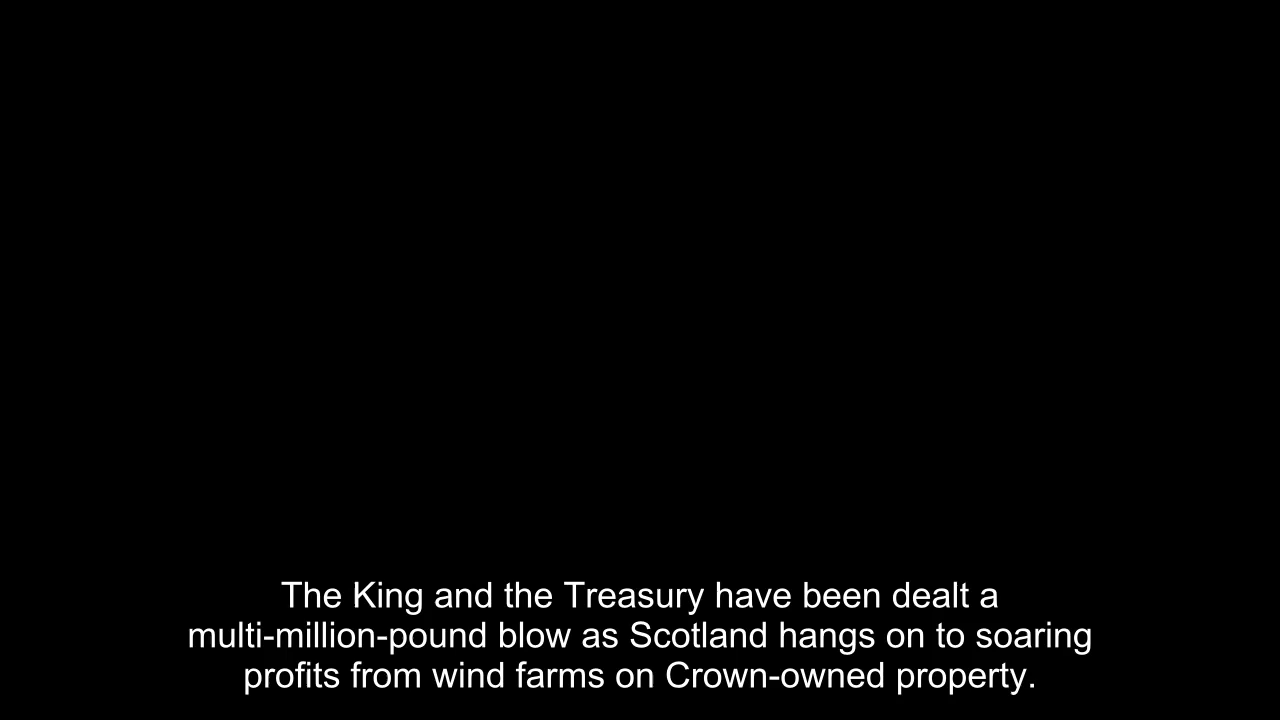 The King and the Treasury have been dealt a
multi-million-pound blow as Scotland hangs on to soaring
profits from wind farms on Crown-owned property.